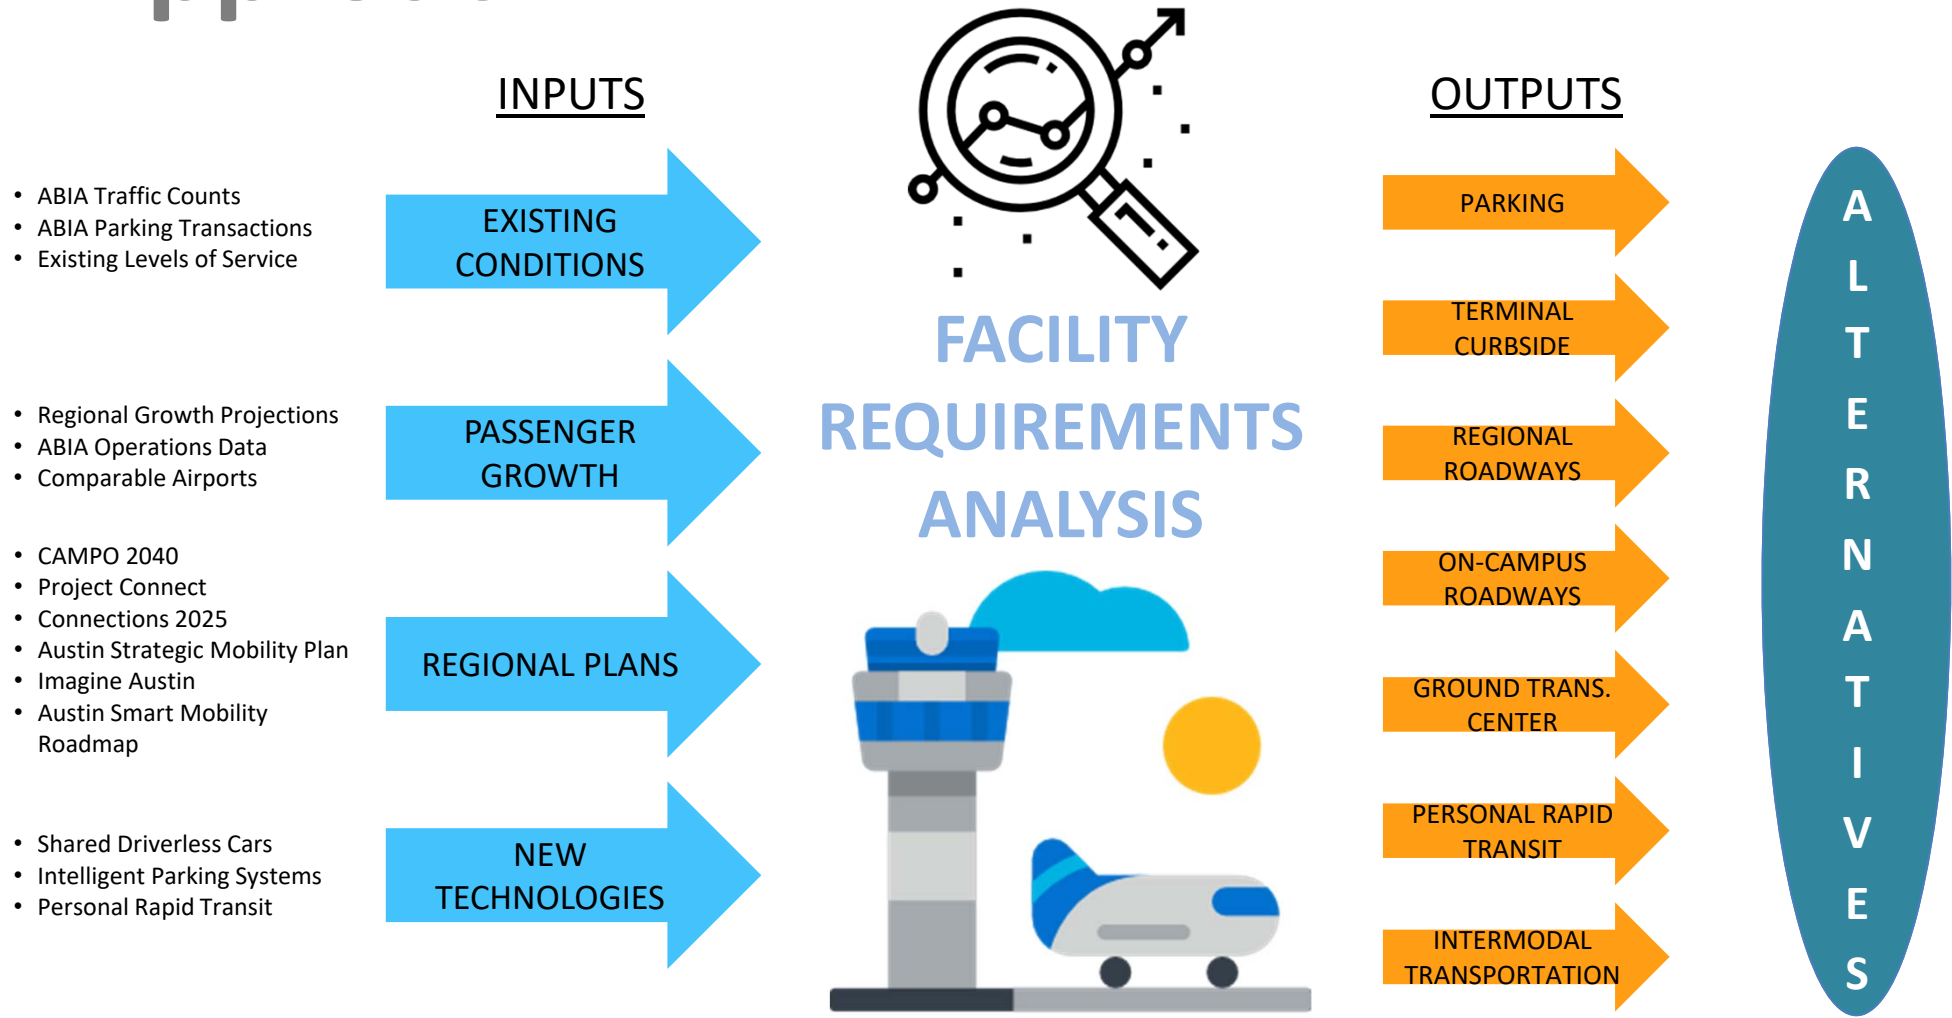 INPUTS
• ABIA Traffic Counts
• ABIA Parking Transactions
• Existing Levels of Service
EXISTING
CONDITIONS
• Regional Growth Projections
• ABIA Operations Data
• Comparable Airports
PASSENGER
GROWTH
• CAMPO 2040
• Project Connect
• Connections 2025
• Austin Strategic Mobility Plan
• Imagine Austin
• Austin Smart Mobility
Roadmap
REGIONAL PLANS
• Shared Driverless Cars
• Intelligent Parking Systems
• Personal Rapid Transit
NEW
TECHNOLOGIES
FACILITY
REQUIREMENTS
ANALYSIS
OUTPUTS
PARKING
TERMINAL
CURBSIDE
REGIONAL
ROADWAYS
ON-CAMPUS
ROADWAYS
GROUND TRANS.
CENTER
PERSONAL RAPID
TRANSIT
INTERMODAL
TRANSPORTATION
A
L
T
E
R
N
A
T
I
V
E
S